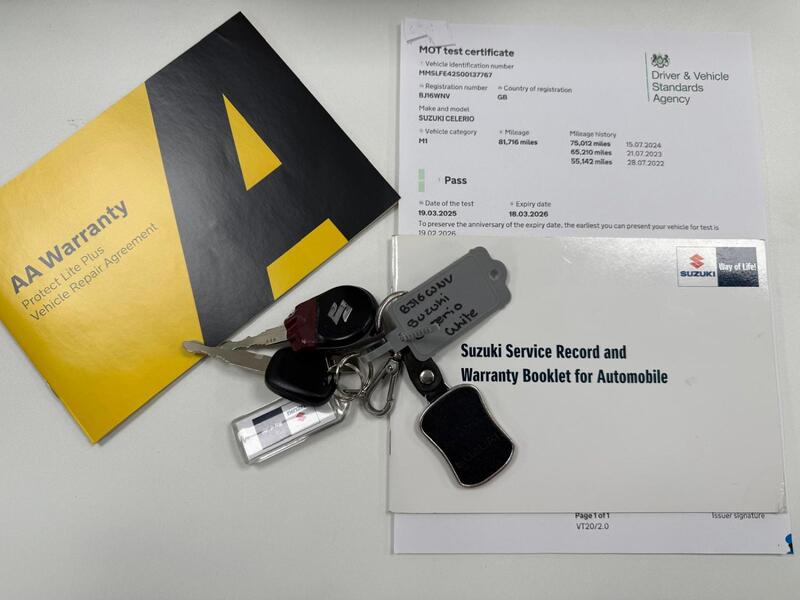 AA Warranty
Protect Lite Plus
Vehicle Repair Agreement
MOT test certificate
Vehicle identification number
MMSLFE42S00137767
Registration number
BJ16WNV
Country of registration
GB
Make and model
SUZUKI CELERIO
Vehicle category
M1
Mileage
81,716 miles
Mileage history
75,012 miles 15.07.2024
65,210 miles 21.07.2023
55,142 miles 28.07.2022
Driver & Vehicle
Standards
Agency
Pass
Date of the test
19.03.2025
Expiry date
18.03.2026
To preserve the anniversary of the expiry date, the earliest you can present your vehicle for test is
19.02.2026
SUZUKI
Way of Life!
Suzuki Service Record and
Warranty Booklet for Automobile
BJ16WNV
Suzuki
White
Page 1 of 1
VT20/2.0
Issuer signature